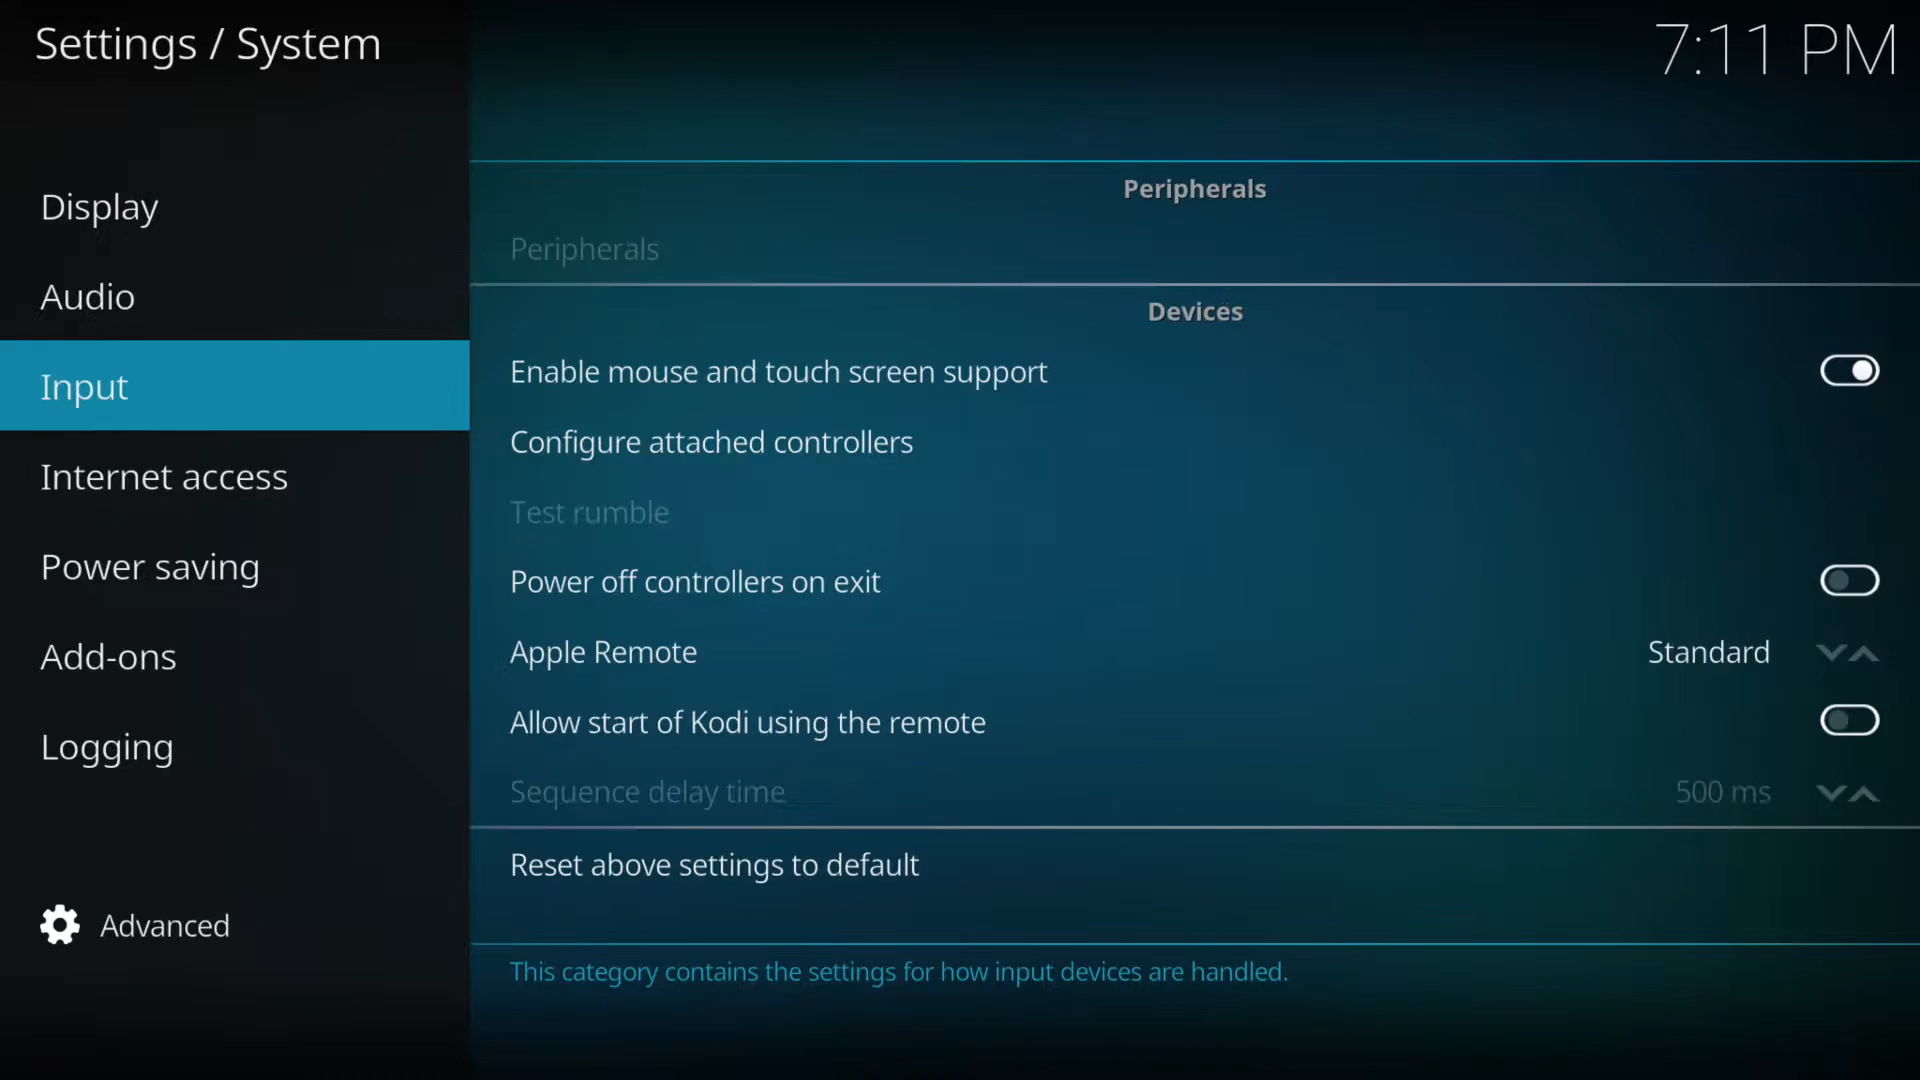 Settings / System
7:11 PM
Display
Audio
Input
Internet access
Power saving
Add-ons
Logging
Advanced
Peripherals
Peripherals
Devices
Enable mouse and touch screen support
Configure attached controllers
Test rumble
Power off controllers on exit
Apple Remote Standard
Allow start of Kodi using the remote
Sequence delay time 500 ms
Reset above settings to default
This category contains the settings for how input devices are handled.